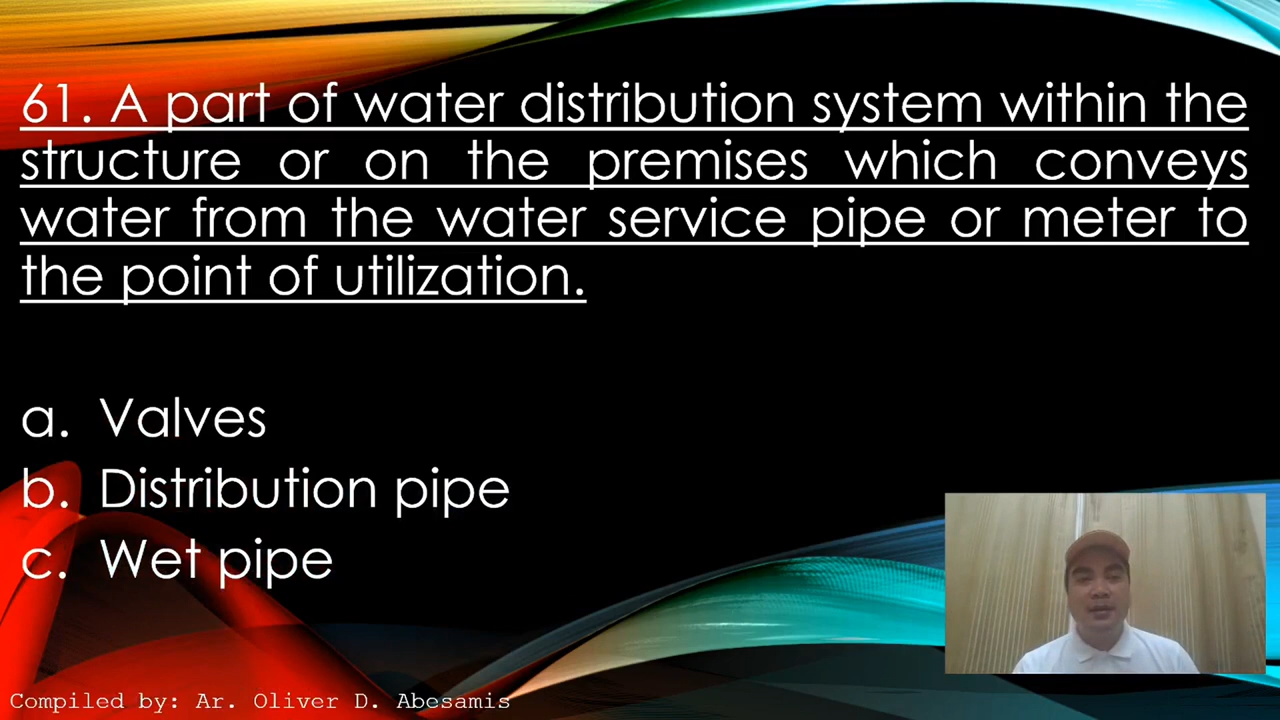 61. A part of water distribution system within the
structure or on the premises which conveys
water from the water service pipe or meter to
the point of utilization.
a. Valves
b. Distribution pipe
c. Wet pipe
Compiled by: Ar. Oliver D. Abesamis